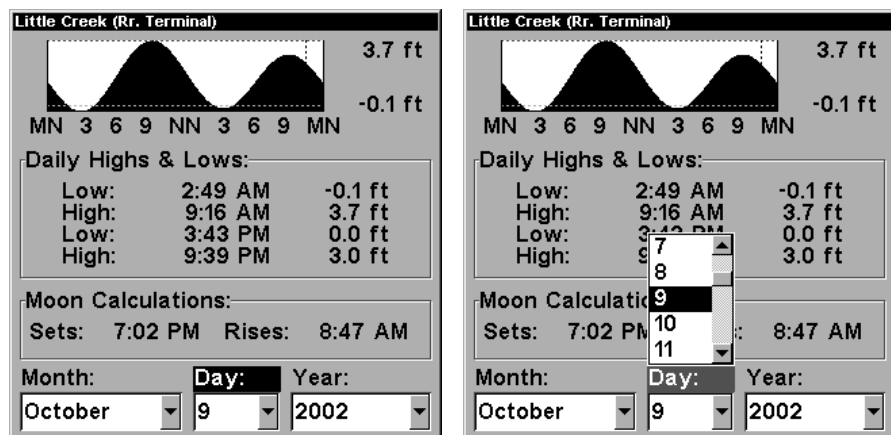 Little Creek (Rr. Terminal)
3.7 ft
-0.1 ft
MN 3 6 9 NN 3 6 9 MN
Daily Highs & Lows:
Low: 2:49 AM -0.1 ft
High: 9:16 AM 3.7 ft
Low: 3:43 PM 0.0 ft
High: 9:39 PM 3.0 ft
Moon Calculations:
Sets: 7:02 PM Rises: 8:47 AM
Month: Day: Year:
October 9 2002
Little Creek (Rr. Terminal)
3.7 ft
-0.1 ft
MN 3 6 9 NN 3 6 9 MN
Daily Highs & Lows:
Low: 2:49 AM -0.1 ft
High: 9:16 AM 3.7 ft
Low: 3:43 PM 0.0 ft
High: 9 3.0 ft
7
8
9
10
11
Moon Calculatio
Sets: 7:02 PM : 8:47 AM
Month: Day: Year:
October 9 2002